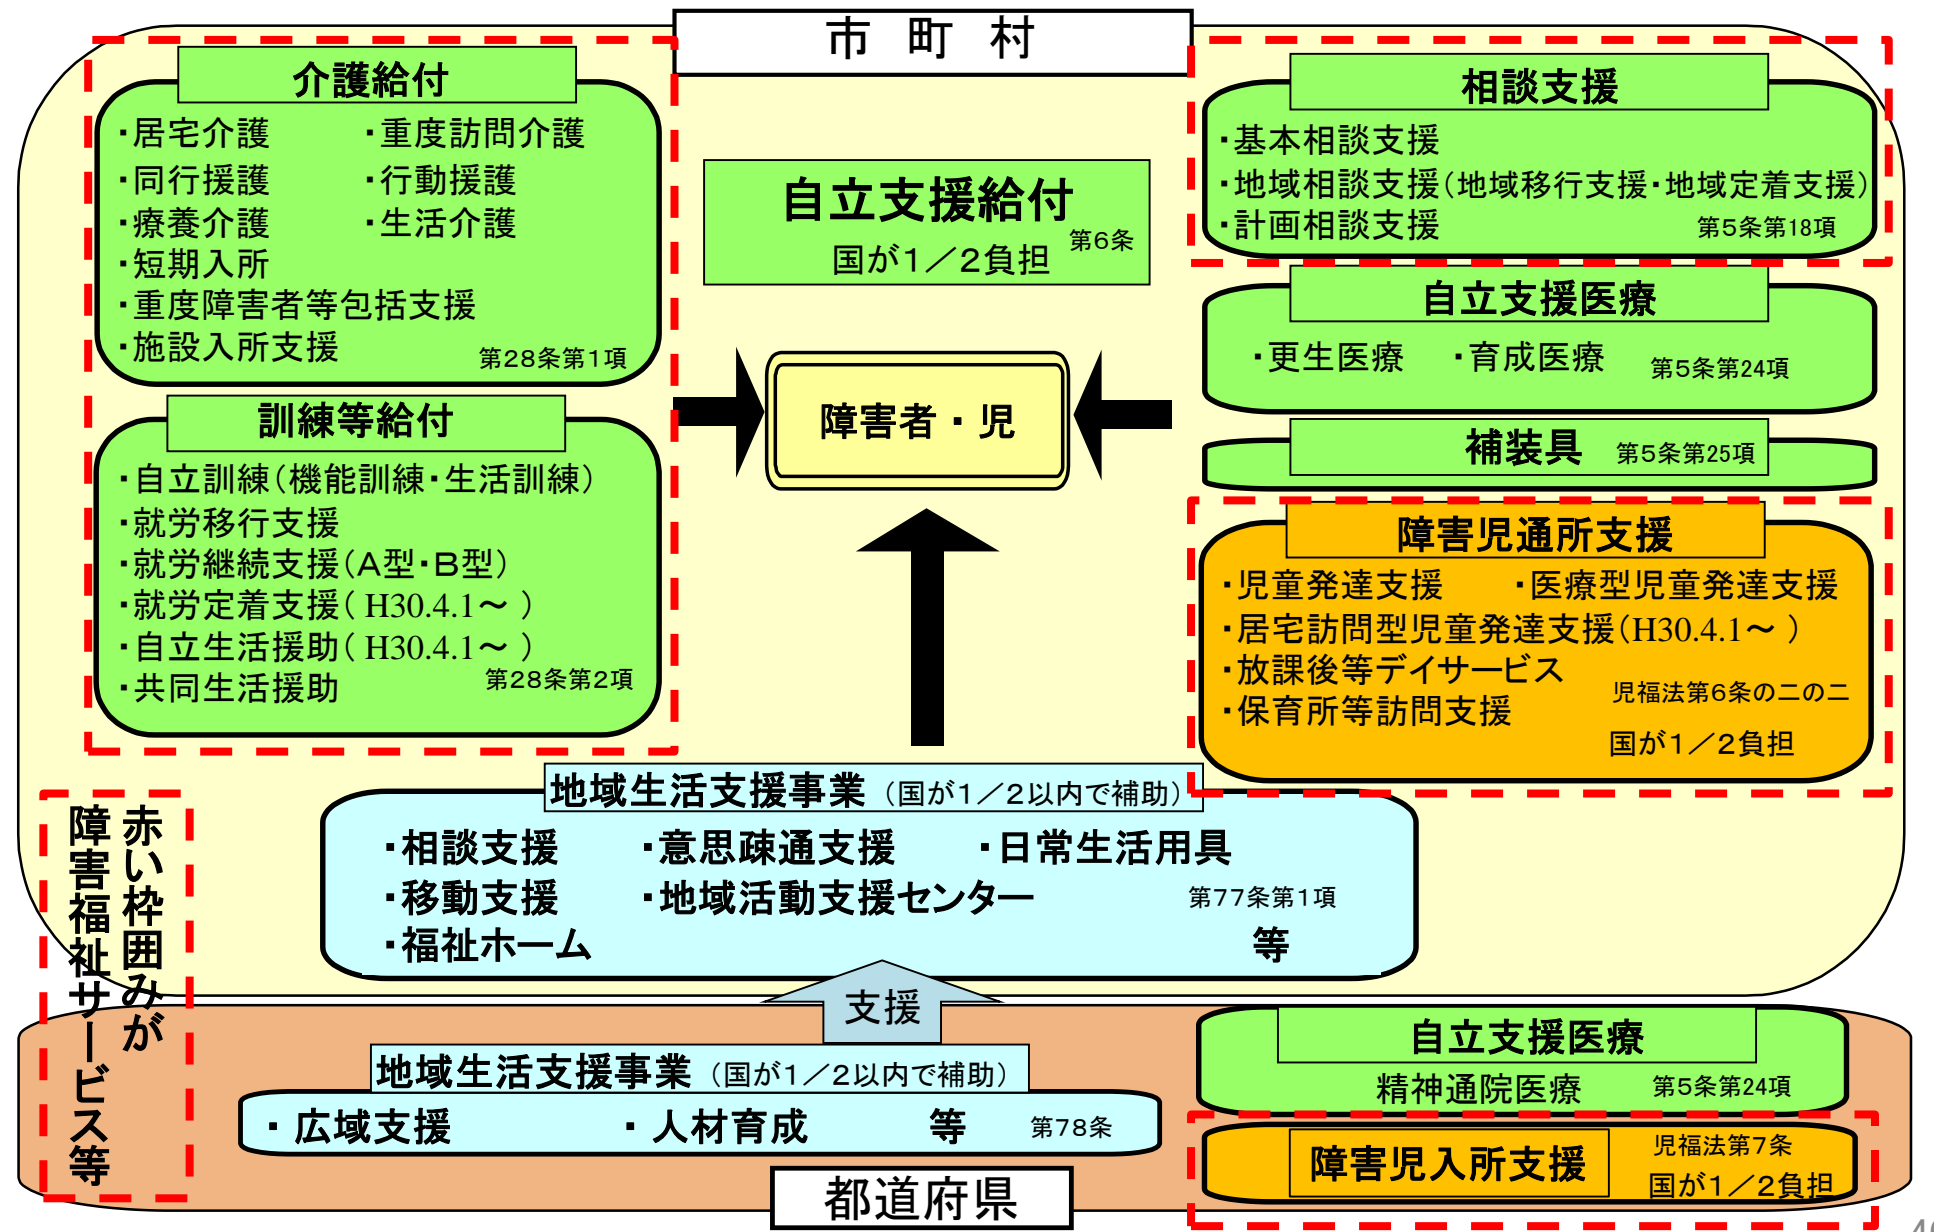 市 町 村
介護給付
・居宅介護 ・重度訪問介護
・同行援護 ・行動援護
・療養介護 ・生活介護
・短期入所
・重度障害者等包括支援
・施設入所支援 第28条第1項
訓練等給付
・自立訓練(機能訓練・生活訓練)
・就労移行支援
・就労継続支援(A型・B型)
・就労定着支援( H30.4.1~ )
・自立生活援助( H30.4.1~ )
・共同生活援助 第28条第2項
自立支援給付
国が1/2負担 第6条
障害者・児
相談支援
・基本相談支援
・地域相談支援(地域移行支援・地域定着支援)
・計画相談支援 第5条第18項
自立支援医療
・更生医療 ・育成医療 第5条第24項
補装具 第5条第25項
障害児通所支援
・児童発達支援 ・医療型児童発達支援
・居宅訪問型児童発達支援(H30.4.1~ )
・放課後等デイサービス
・保育所等訪問支援 児福法第6条の二の二
国が1/2負担
地域生活支援事業 (国が1/2以内で補助)
・相談支援 ・意思疎通支援 ・日常生活用具
・移動支援 ・地域活動支援センター 第77条第1項
・福祉ホーム 等
赤い枠囲みが
障害福祉サービス等
支援
地域生活支援事業 (国が1/2以内で補助)
・広域支援 ・人材育成 等 第78条
自立支援医療
精神通院医療 第5条第24項
障害児入所支援 児福法第7条
国が1/2負担
都道府県